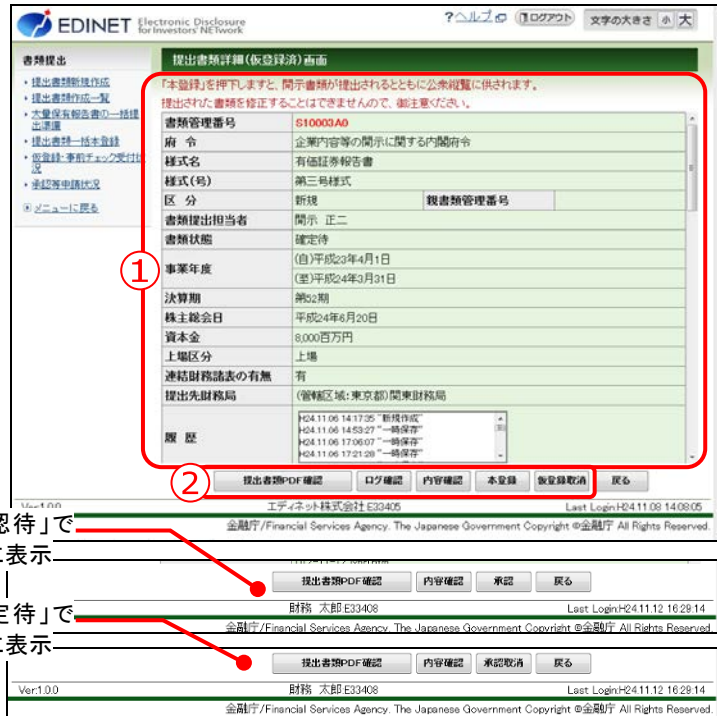 EDINET Electronic Disclosure for Investors' NETwork
?ヘルプ ログアウト 文字の大きさ 小 大
書類提出
提出書類詳細(仮登録済)画面
・提出書類新規作成
・提出書類作成一覧
・大量保有報告書の一括提出準備
・提出書類一括本登録
・仮登録・事前チェック受付状況
・承認等申請状況
メニューに戻る
「本登録」を押下しますと、開示書類が提出されるとともに公衆縦覧に供されます。
提出された書類を修正することはできませんので、御注意ください。
①
書類管理番号 S10003A0
府 令 企業内容等の開示に関する内閣府令
様式名 有価証券報告書
様式(号) 第三号様式
区 分 新規 親書類管理番号
書類提出担当者 開示 正二
書類状態 確定待
事業年度 (自)平成23年4月1日
(至)平成24年3月31日
決算期 第52期
株主総会日 平成24年6月20日
資本金 8,000百万円
上場区分 上場
連結財務諸表の有無 有
提出先財務局 (管轄区域:東京都)関東財務局
履 歴 H24.11.06 14:17:35 "新規作成"
H24.11.06 14:53:27 "一時保存"
H24.11.06 17:06:07 "一時保存"
H24.11.06 17:21:28 "一時保存"
②
提出書類PDF確認 ログ確認 内容確認 本登録 仮登録取消 戻る
Ver.1.0.0 エディネット株式会社 E33405 Last Login:H24.11.08 14:08:05
金融庁/Financial Services Agency. The Japanese Government Copyright ©金融庁 All Rights Reserved.
認待」で
に表示
提出書類PDF確認 内容確認 承認 戻る
財務 太郎 E33408 Last Login:H24.11.12 16:29:14
金融庁/Financial Services Agency. The Japanese Government Copyright ©金融庁 All Rights Reserved.
定待」で
に表示
提出書類PDF確認 内容確認 承認取消 戻る
Ver.1.0.0 財務 太郎 E33408 Last Login:H24.11.12 16:29:14
金融庁/Financial Services Agency. The Japanese Government Copyright ©金融庁 All Rights Reserved.